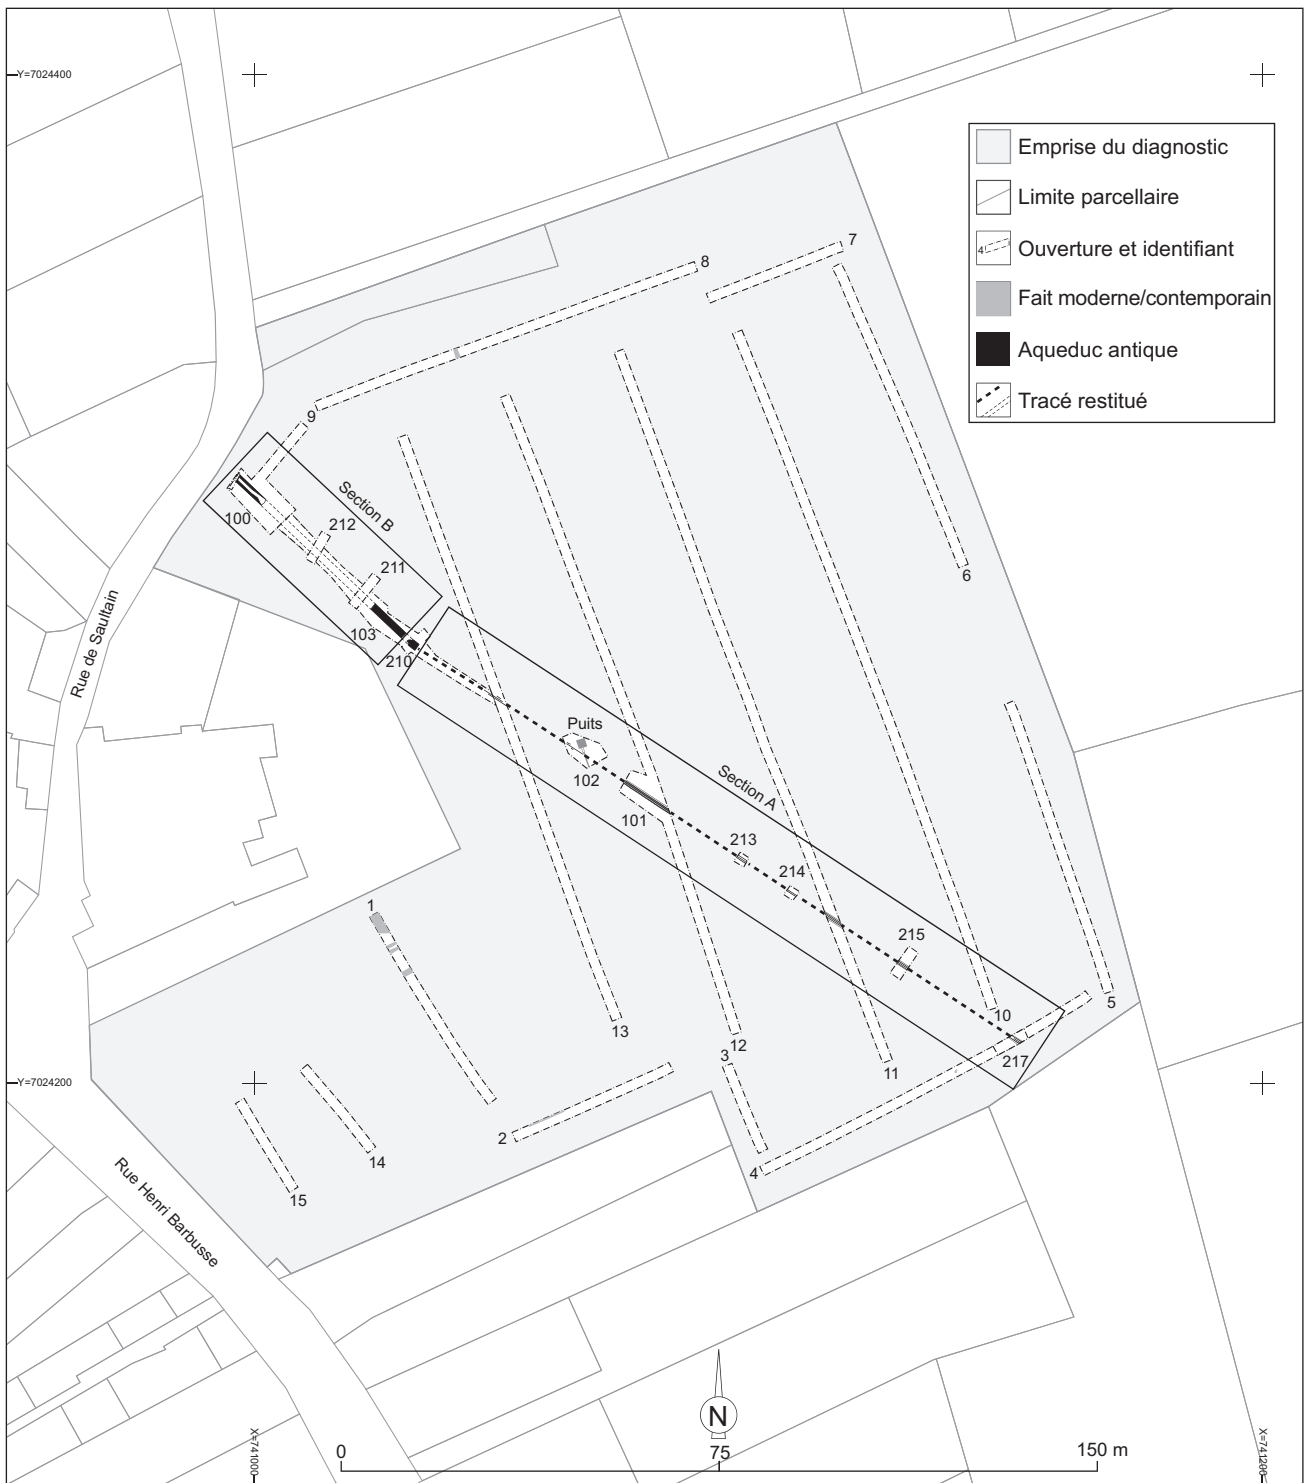 Y=7024400
Emprise du diagnostic
Limite parcellaire
4
Ouverture et identifiant
Fait moderne/contemporain
Aqueduc antique
Tracé restitué
7
8
9
Section B
100
212
211
6
103
210
Rue de Saultain
Puits
102
Section A
101
213
214
1
215
5
10
13
12
217
3
11
Y=7024200
2
4
14
15
Rue Henri Barbusse
N
X=741000
X=741200
0
75
150 m